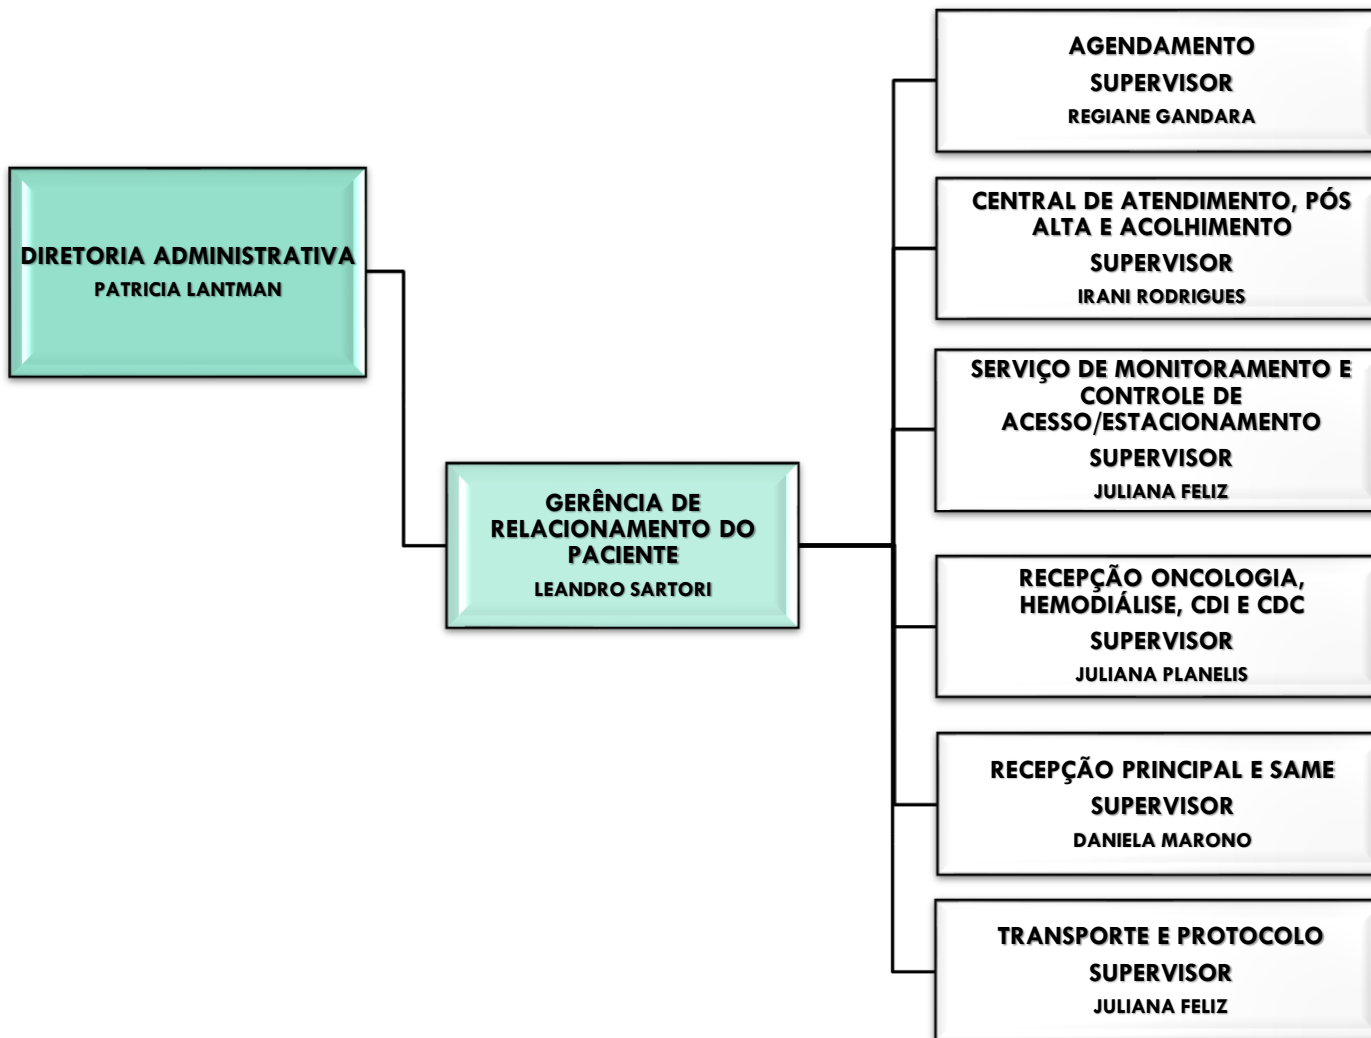 DIRETORIA ADMINISTRATIVA
PATRICIA LANTMAN
GERÊNCIA DE
RELACIONAMENTO DO
PACIENTE
LEANDRO SARTORI
AGENDAMENTO
SUPERVISOR
REGIANE GANDARA
CENTRAL DE ATENDIMENTO, PÓS
ALTA E ACOLHIMENTO
SUPERVISOR
IRANI RODRIGUES
SERVIÇO DE MONITORAMENTO E
CONTROLE DE
ACESSO/ESTACIONAMENTO
SUPERVISOR
JULIANA FELIZ
RECEPÇÃO ONCOLOGIA,
HEMODIÁLISE, CDI E CDC
SUPERVISOR
JULIANA PLANELIS
RECEPÇÃO PRINCIPAL E SAME
SUPERVISOR
DANIELA MARONO
TRANSPORTE E PROTOCOLO
SUPERVISOR
JULIANA FELIZ